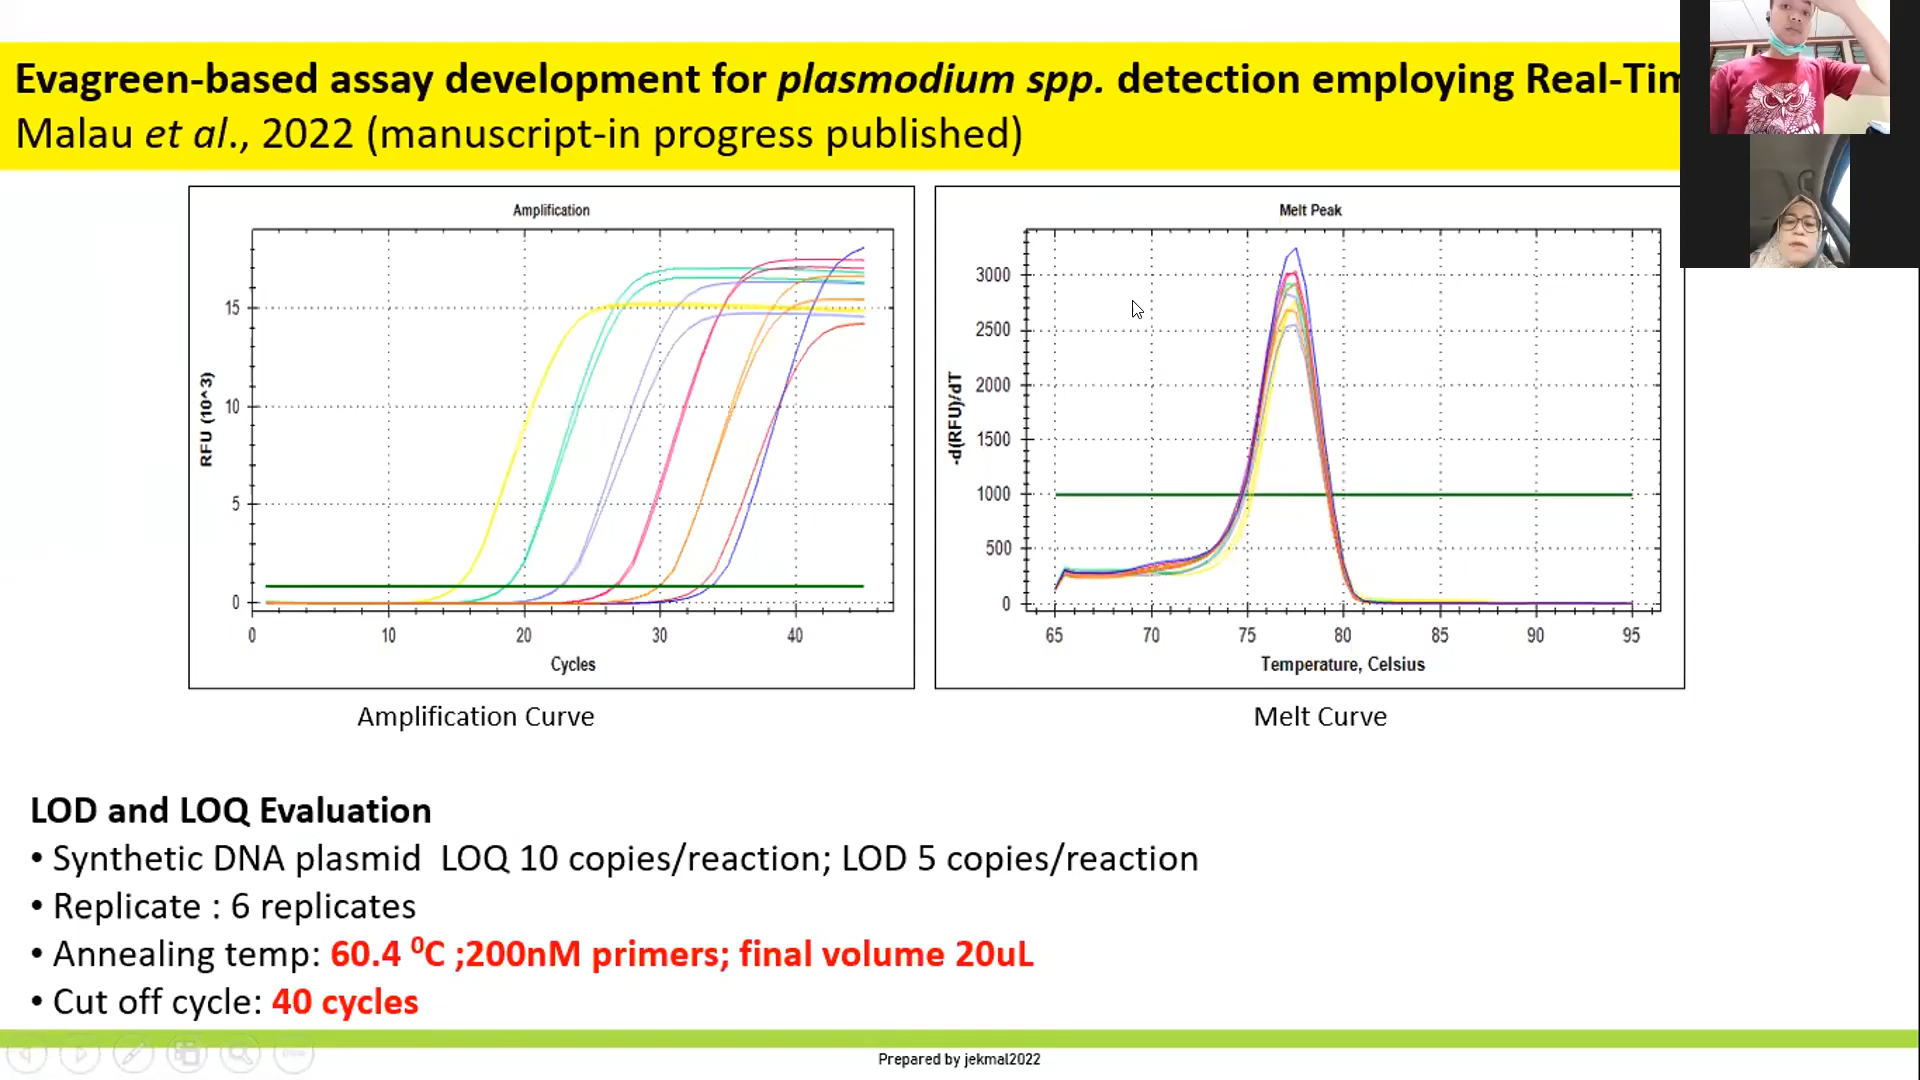 Evagreen-based assay development for plasmodium spp. detection employing Real-Tim
Malau et al., 2022 (manuscript-in progress published)
Amplification
RFU (10^3)
15
10
5
0
0 10 20 30 40
Cycles
Amplification Curve
Melt Peak
-d(RFU)/dT
3000
2500
2000
1500
1000
500
0
65 70 75 80 85 90 95
Temperature, Celsius
Melt Curve
LOD and LOQ Evaluation
• Synthetic DNA plasmid LOQ 10 copies/reaction; LOD 5 copies/reaction
• Replicate : 6 replicates
• Annealing temp: 60.4 ⁰C ;200nM primers; final volume 20uL
• Cut off cycle: 40 cycles
Prepared by jekmal2022